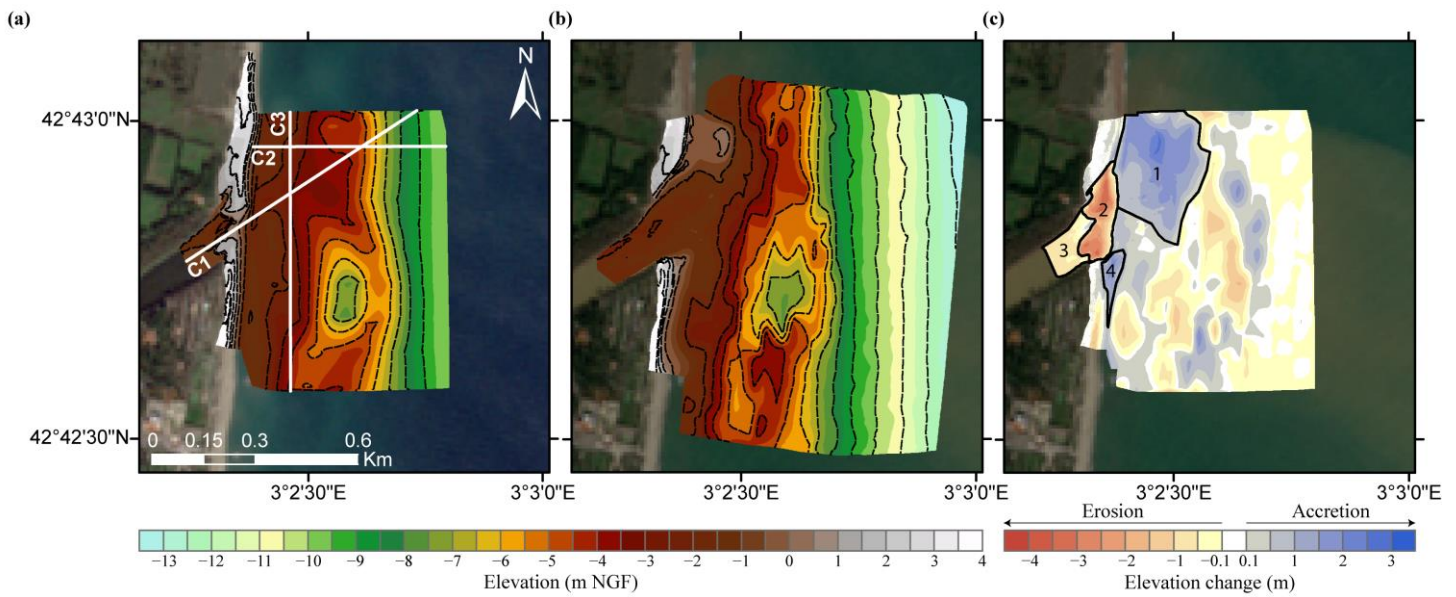 (a)
(b)
(c)
N
42°43'0"N
C3
C2
C1
1
2
3
4
42°42'30"N
0 0.15 0.3 0.6
Km
3°2'30"E 3°3'0"E 3°2'30"E 3°3'0"E 3°2'30"E 3°3'0"E
Erosion Accretion
−13 −12 −11 −10 −9 −8 −7 −6 −5 −4 −3 −2 −1 0 1 2 3 4
−4 −3 −2 −1 −0.1 0.1 1 2 3
Elevation (m NGF)
Elevation change (m)